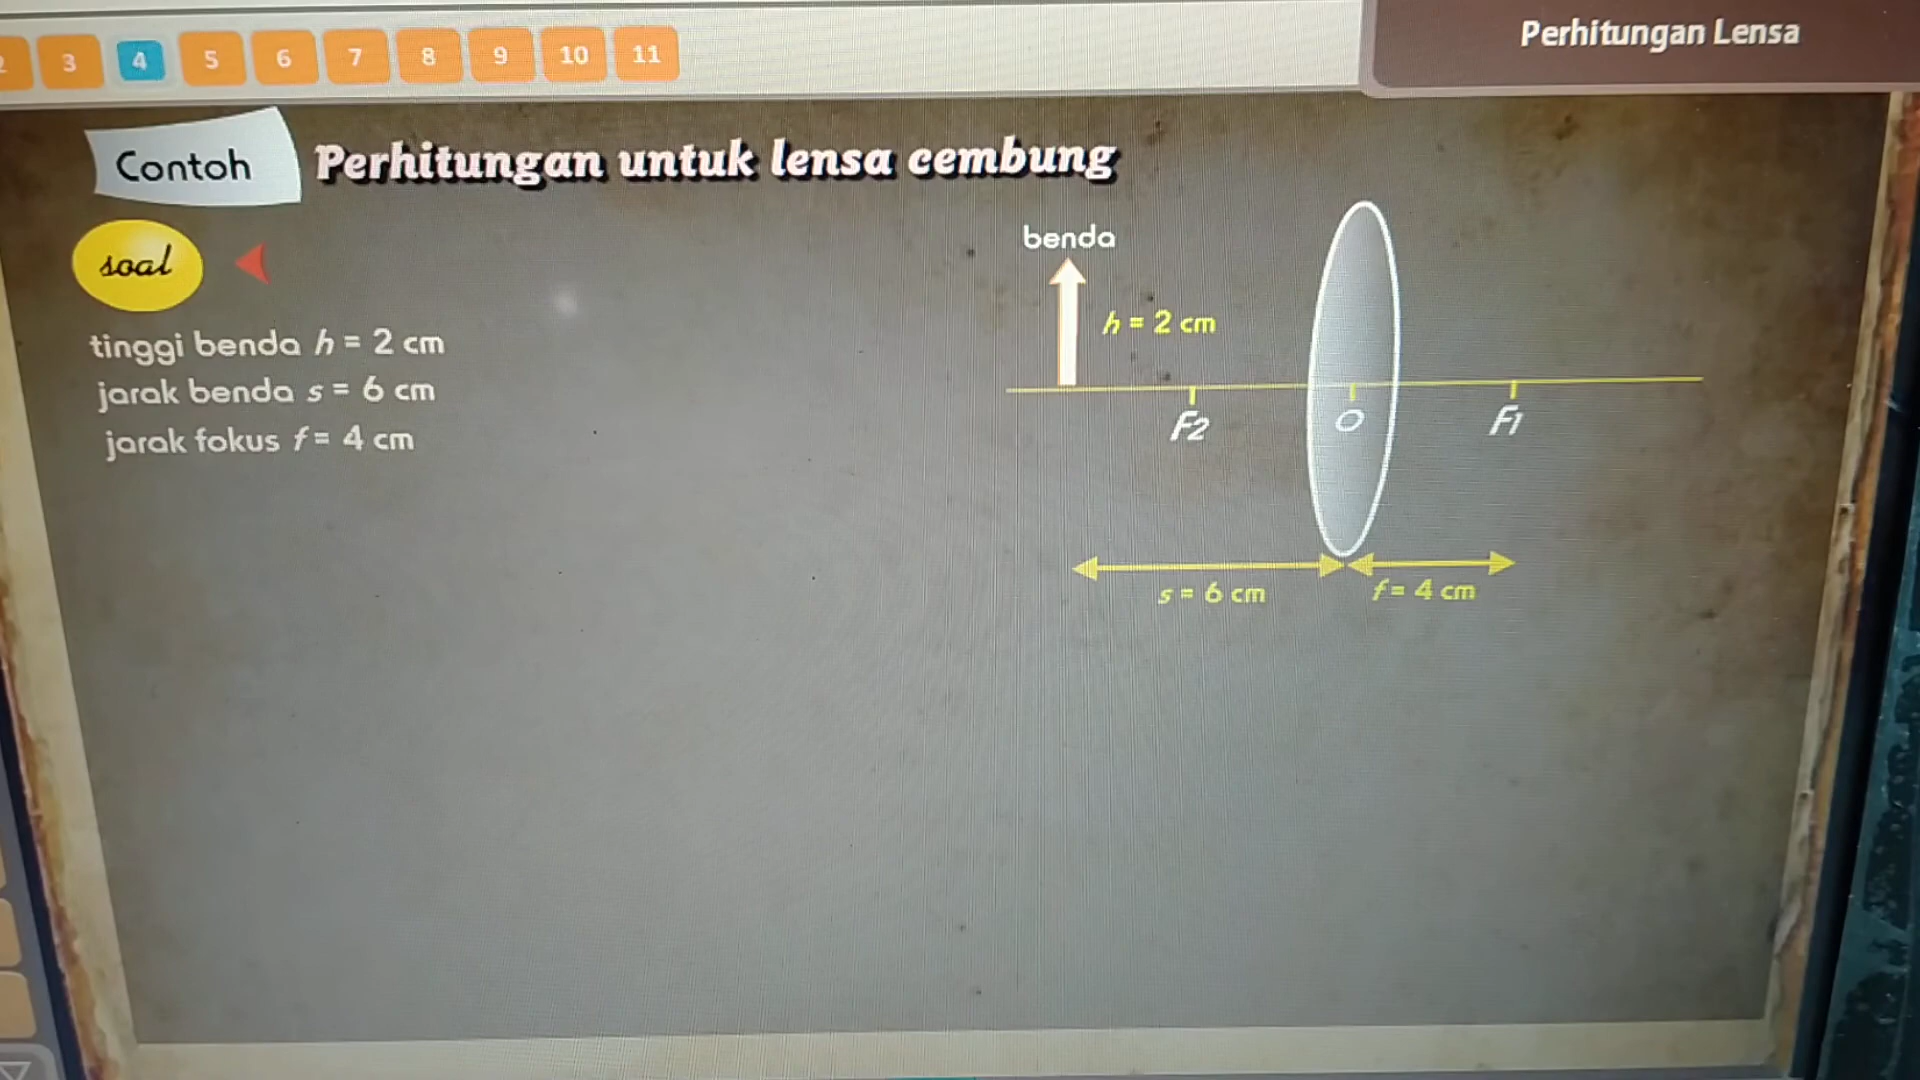 3 4 5 6 7 8 9 10 11
Perhitungan Lensa
Contoh
Perhitungan untuk lensa cembung
soal
tinggi benda h = 2 cm
jarak benda s = 6 cm
jarak fokus f = 4 cm
benda
h = 2 cm
F2
O
F1
s = 6 cm
f = 4 cm